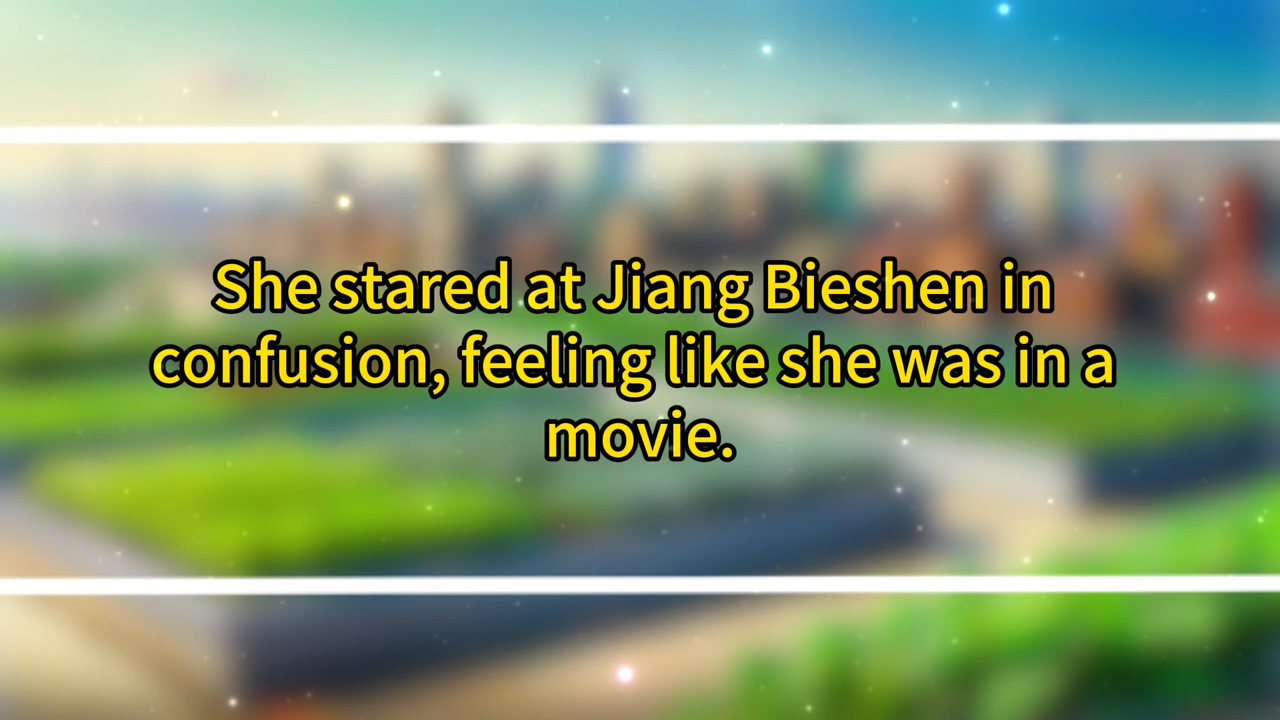 She stared at Jiang Bieshen in
confusion, feeling like she was in a
movie.